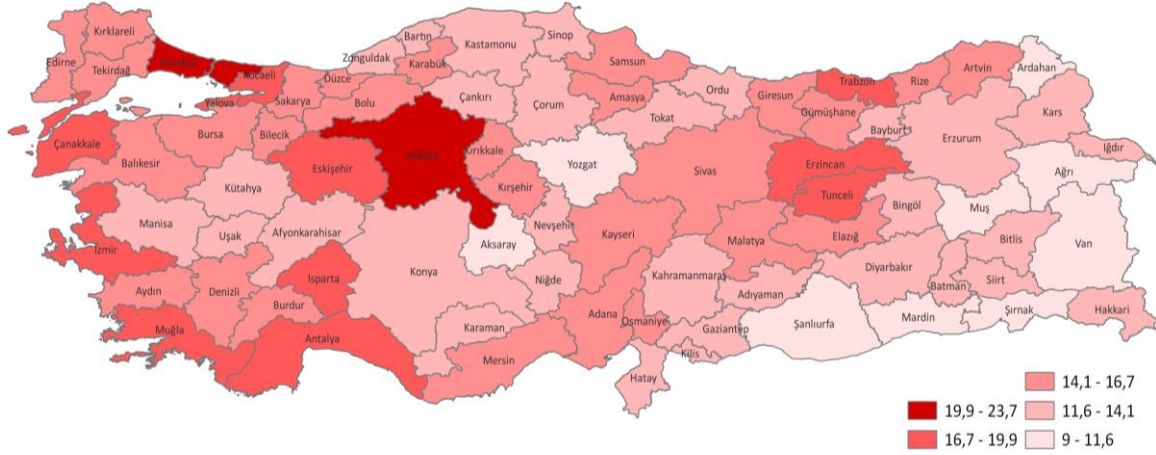 Kırklareli
Edirne
Tekirdağ
İstanbul
Kocaeli
Yalova
Sakarya
Düzce
Zonguldak
Bartın
Karabük
Kastamonu
Sinop
Samsun
Bolu
Çankırı
Çorum
Amasya
Ordu
Giresun
Trabzon
Rize
Artvin
Ardahan
Gümüşhane
Bayburt
Kars
Tokat
Erzurum
Iğdır
Çanakkale
Balıkesir
Bursa
Bilecik
Eskişehir
Ankara
Kırıkkale
Kırşehir
Yozgat
Sivas
Erzincan
Tunceli
Bingöl
Muş
Ağrı
Kütahya
Manisa
Uşak
Afyonkarahisar
İzmir
Aksaray
Nevşehir
Kayseri
Malatya
Elazığ
Bitlis
Van
Konya
Niğde
Kahramanmaraş
Adıyaman
Diyarbakır
Batman
Siirt
Isparta
Aydın
Denizli
Burdur
Muğla
Antalya
Karaman
Mersin
Adana
Osmaniye
Gaziantep
Kilis
Şanlıurfa
Mardin
Şırnak
Hakkari
Hatay
14,1 - 16,7
19,9 - 23,7
11,6 - 14,1
16,7 - 19,9
9 - 11,6